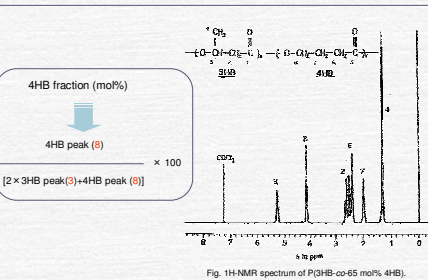 4HB fraction (mol%)
4HB peak (8)
[2×3HB peak(3)+4HB peak (8)]
× 100
CH₃
O
O
3HB
4HB
4
CDCl₃
3
8
6
2
7
8
7
6
5
4
3
2
1
0
δ in ppm
Fig. 1H-NMR spectrum of P(3HB-co-65 mol% 4HB).